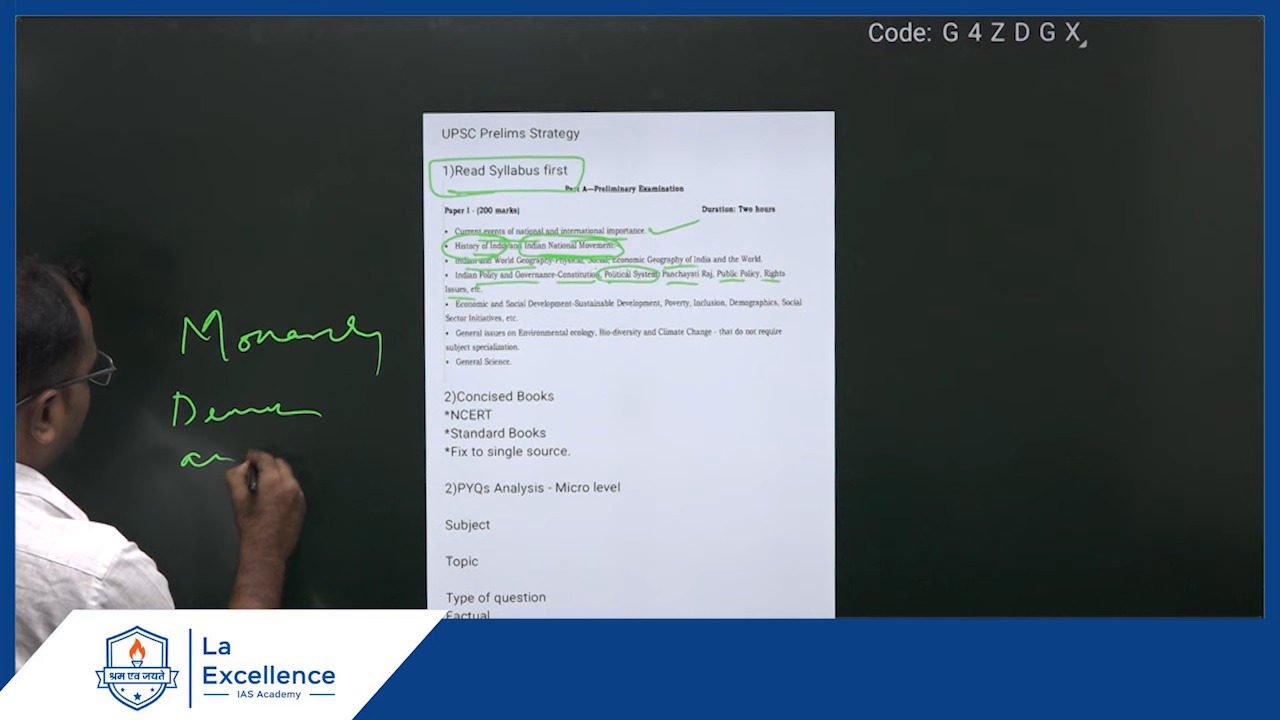 Code: G 4 Z D G X
UPSC Prelims Strategy
1)Read Syllabus first
Part A—Preliminary Examination
Paper I - (200 marks) Duration: Two hours
• Current events of national and international importance.
• History of India and Indian National Movement.
• Indian and World Geography-Physical, Social, Economic Geography of India and the World.
• Indian Polity and Governance-Constitution, Political System, Panchayati Raj, Public Policy, Rights
Issues, etc.
• Economic and Social Development-Sustainable Development, Poverty, Inclusion, Demographics, Social
Sector Initiatives, etc.
• General issues on Environmental ecology, Bio-diversity and Climate Change - that do not require
subject specialization.
• General Science.
2)Concised Books
*NCERT
*Standard Books
*Fix to single source.
2)PYQs Analysis - Micro level
Subject
Topic
Type of question
Factual
Monarchy
श्रम एव जयते
La
Excellence
IAS Academy